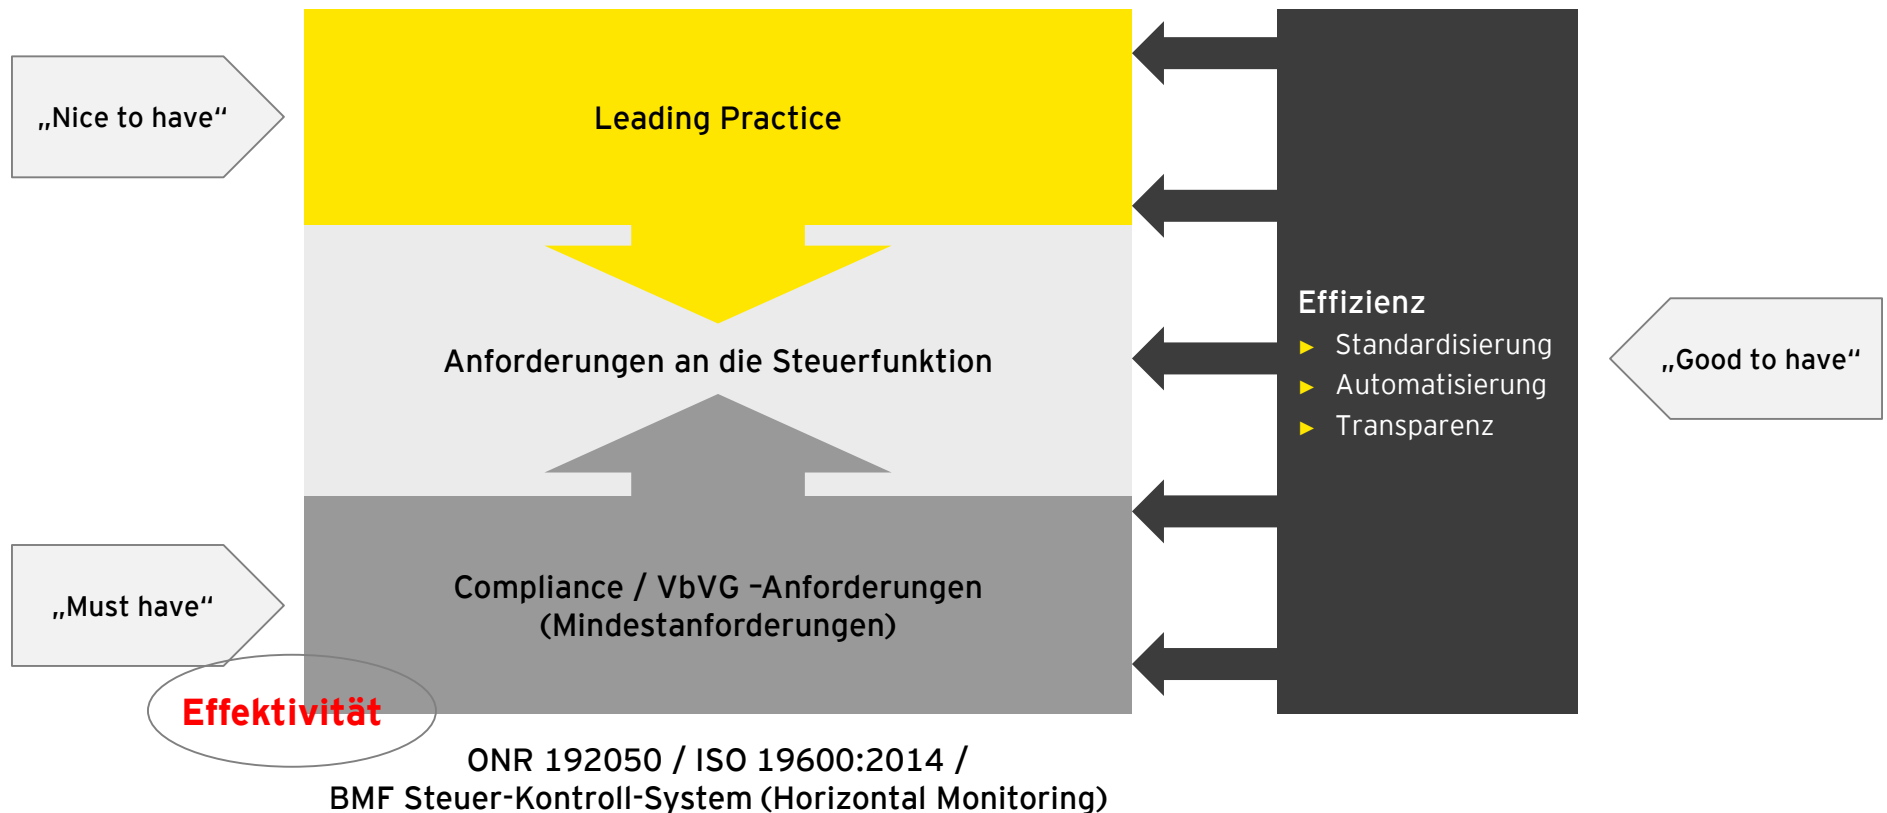 „Nice to have“
Leading Practice
Anforderungen an die Steuerfunktion
Effizienz
► Standardisierung
► Automatisierung
► Transparenz
„Good to have“
„Must have“
Compliance / VbVG –Anforderungen
(Mindestanforderungen)
Effektivität
ONR 192050 / ISO 19600:2014 /
BMF Steuer-Kontroll-System (Horizontal Monitoring)